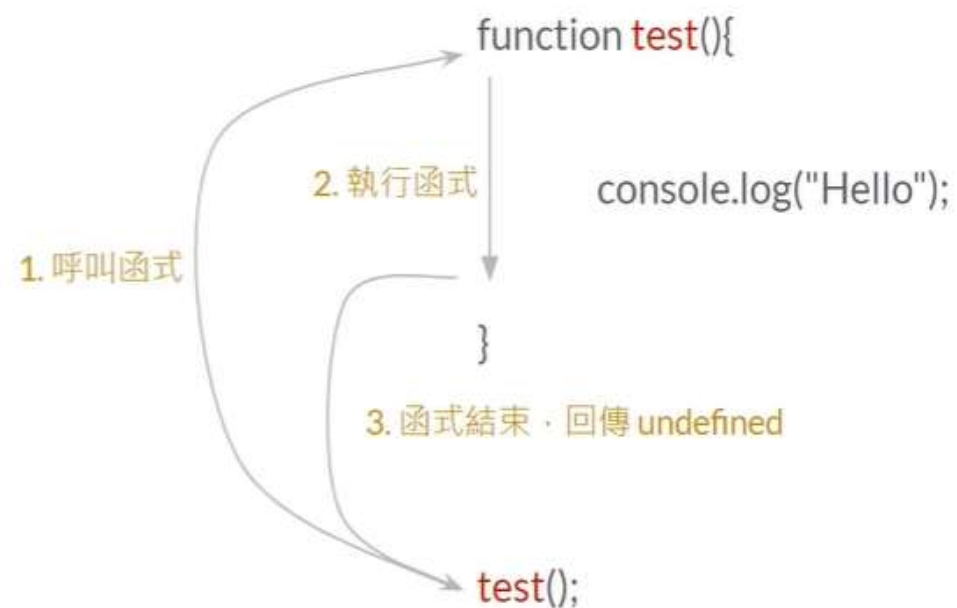 function test(){
2. 執行函式
console.log("Hello");
1. 呼叫函式
}
3. 函式結束，回傳 undefined
test();